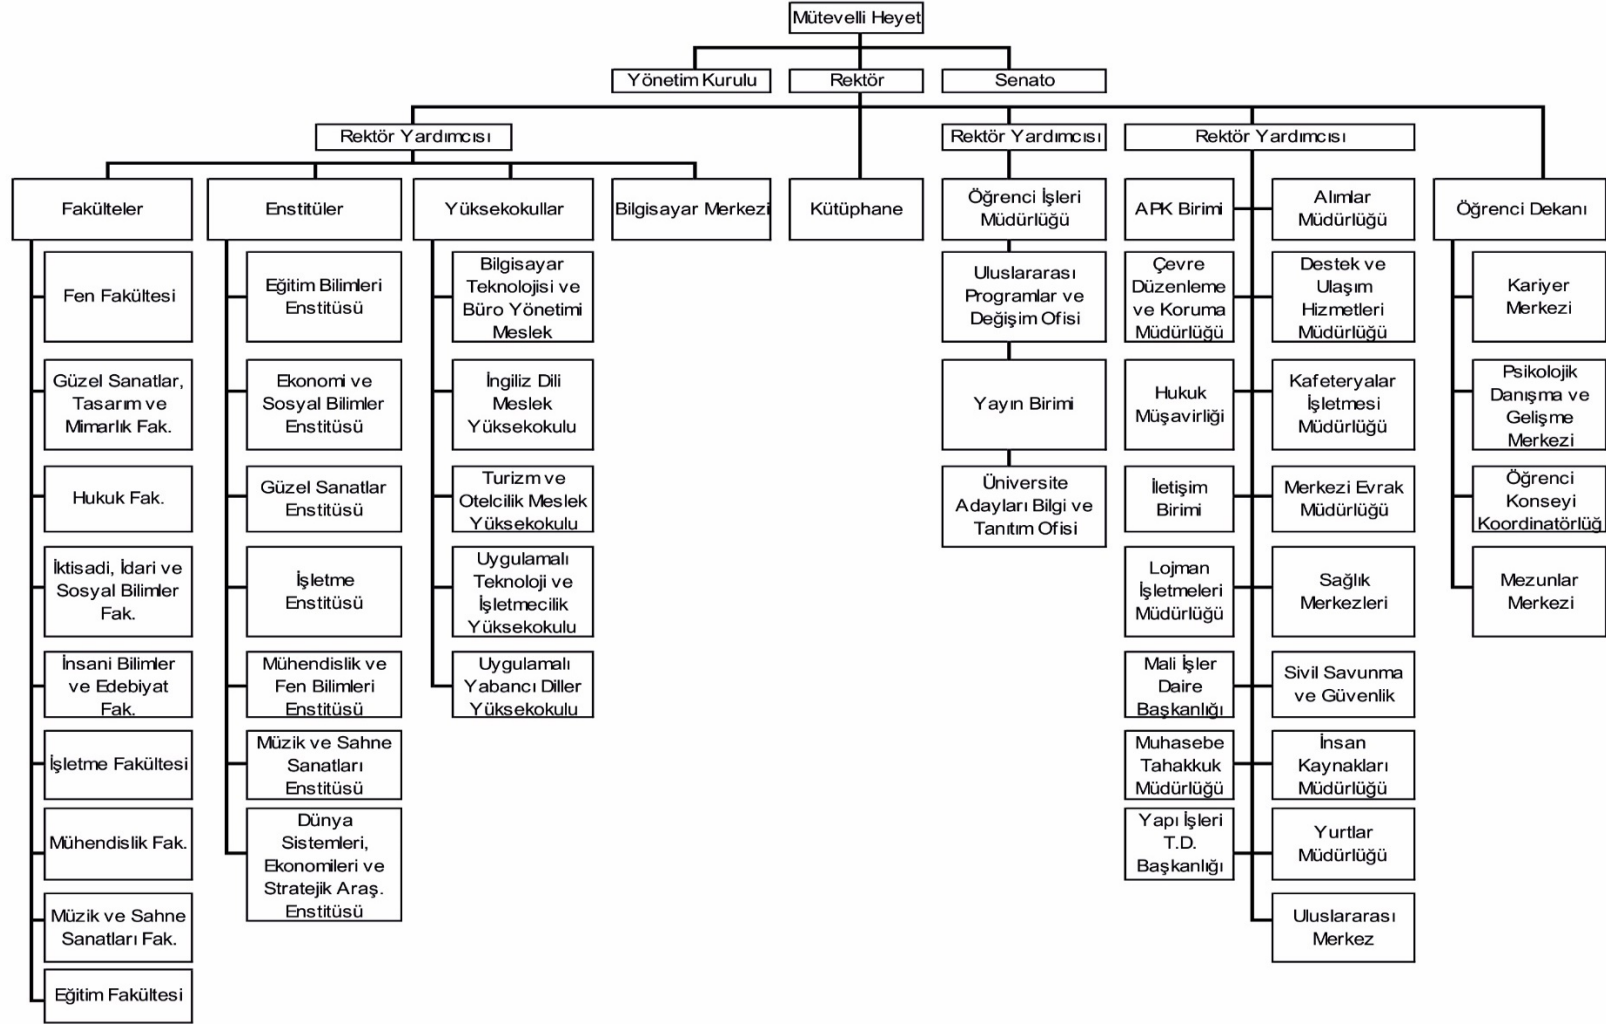 Mütevelli Heyet
Yönetim Kurulu
Rektör
Senato
Rektör Yardımcısı
Rektör Yardımcısı
Rektör Yardımcısı
Fakülteler
Enstitüler
Yüksekokullar
Bilgisayar Merkezi
Kütüphane
Öğrenci İşleri
Müdürlüğü
APK Birimi
Alımlar
Müdürlüğü
Öğrenci Dekanı
Fen Fakültesi
Güzel Sanatlar,
Tasarım ve
Mimarlık Fak.
Hukuk Fak.
İktisadi, İdari ve
Sosyal Bilimler
Fak.
İnsani Bilimler
ve Edebiyat
Fak.
İşletme Fakültesi
Mühendislik Fak.
Müzik ve Sahne
Sanatları Fak.
Eğitim Fakültesi
Eğitim Bilimleri
Enstitüsü
Ekonomi ve
Sosyal Bilimler
Enstitüsü
Güzel Sanatlar
Enstitüsü
İşletme
Enstitüsü
Mühendislik ve
Fen Bilimleri
Enstitüsü
Müzik ve Sahne
Sanatları
Enstitüsü
Dünya
Sistemleri,
Ekonomileri ve
Stratejik Araş.
Enstitüsü
Bilgisayar
Teknolojisi ve
Büro Yönetimi
Meslek
İngiliz Dili
Meslek
Yüksekokulu
Turizm ve
Otelcilik Meslek
Yüksekokulu
Uygulamalı
Teknoloji ve
İşletmecilik
Yüksekokulu
Uygulamalı
Yabancı Diller
Yüksekokulu
Uluslararası
Programlar ve
Değişim Ofisi
Yayın Birimi
Üniversite
Adayları Bilgi ve
Tanıtım Ofisi
Çevre
Düzenleme
ve Koruma
Müdürlüğü
Hukuk
Müşavirliği
İletişim
Birimi
Lojman
İşletmeleri
Müdürlüğü
Mali İşler
Daire
Başkanlığı
Muhasebe
Tahakkuk
Müdürlüğü
Yapı İşleri
T.D.
Başkanlığı
Destek ve
Ulaşım
Hizmetleri
Müdürlüğü
Kafeteryalar
İşletmesi
Müdürlüğü
Merkezi Evrak
Müdürlüğü
Sağlık
Merkezleri
Sivil Savunma
ve Güvenlik
İnsan
Kaynakları
Müdürlüğü
Yurtlar
Müdürlüğü
Uluslararası
Merkez
Kariyer
Merkezi
Psikolojik
Danışma ve
Gelişme
Merkezi
Öğrenci
Konseyi
Koordinatörlüğ
Mezunlar
Merkezi